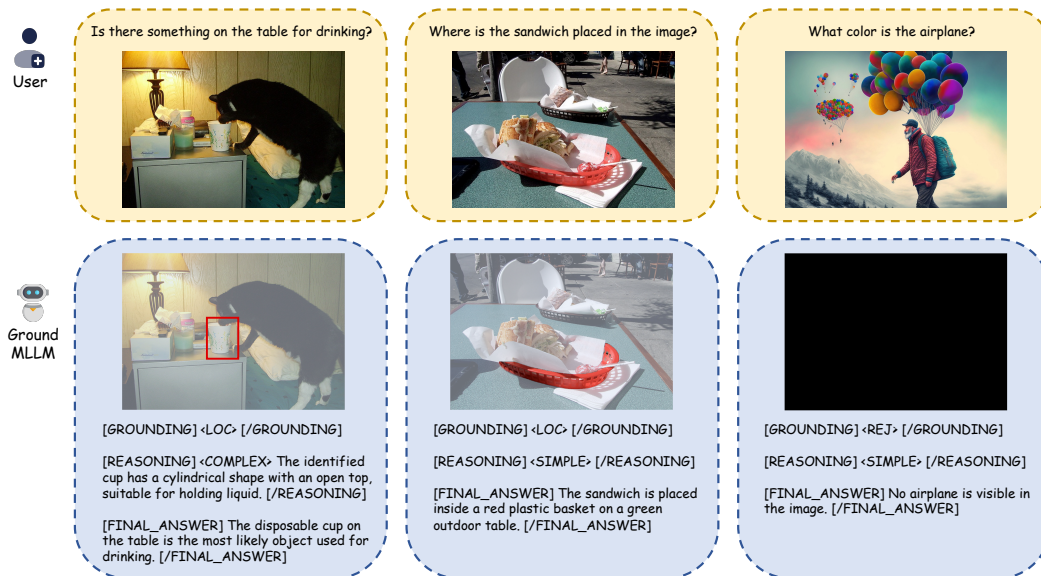 Is there something on the table for drinking?
Where is the sandwich placed in the image?
What color is the airplane?
User
Ground
MLLM
[GROUNDING] <LOC> [/GROUNDING]
[REASONING] <COMPLEX> The identified
cup has a cylindrical shape with an open top,
suitable for holding liquid. [/REASONING]
[FINAL_ANSWER] The disposable cup on
the table is the most likely object used for
drinking. [/FINAL_ANSWER]
[GROUNDING] <LOC> [/GROUNDING]
[REASONING] <SIMPLE> [/REASONING]
[FINAL_ANSWER] The sandwich is placed
inside a red plastic basket on a green
outdoor table. [/FINAL_ANSWER]
[GROUNDING] <REJ> [/GROUNDING]
[REASONING] <SIMPLE> [/REASONING]
[FINAL_ANSWER] No airplane is visible in
the image. [/FINAL_ANSWER]